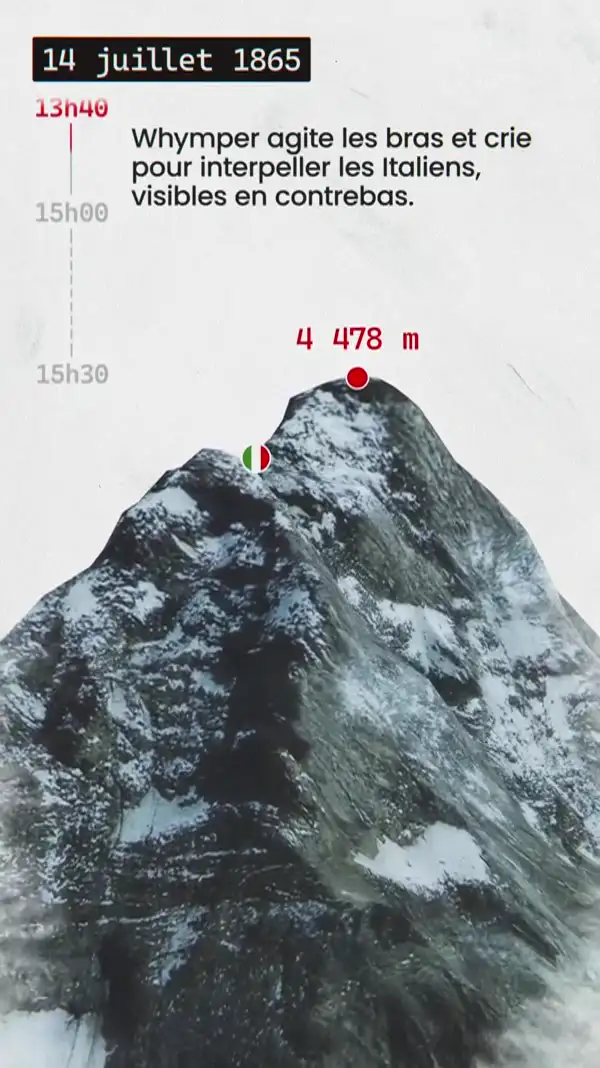 14 juillet 1865
13h40
Whymper agite les bras et crie
pour interpeller les Italiens,
visibles en contrebas.
15h00
15h30
4 478 m